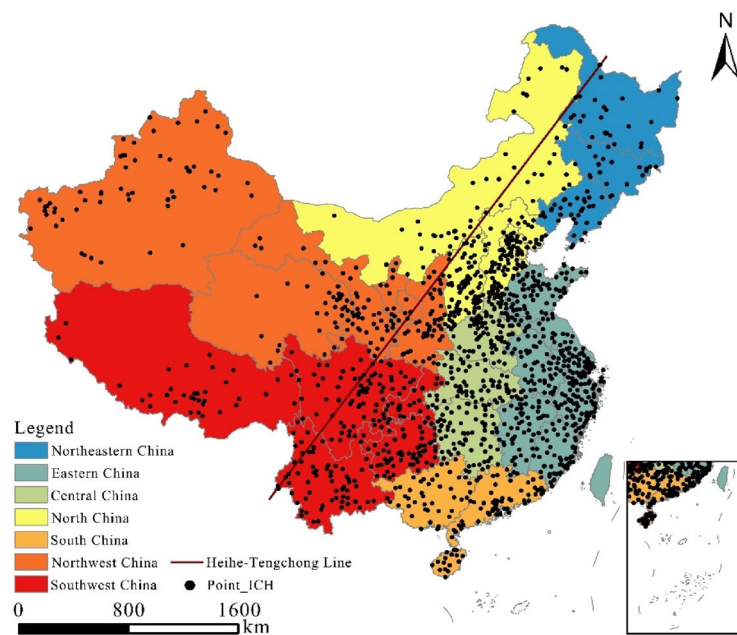 N
Legend
Northeastern China
Eastern China
Central China
North China
South China
Northwest China
Southwest China
Heihe-Tengchong Line
Point_ICH
0 800 1600
km